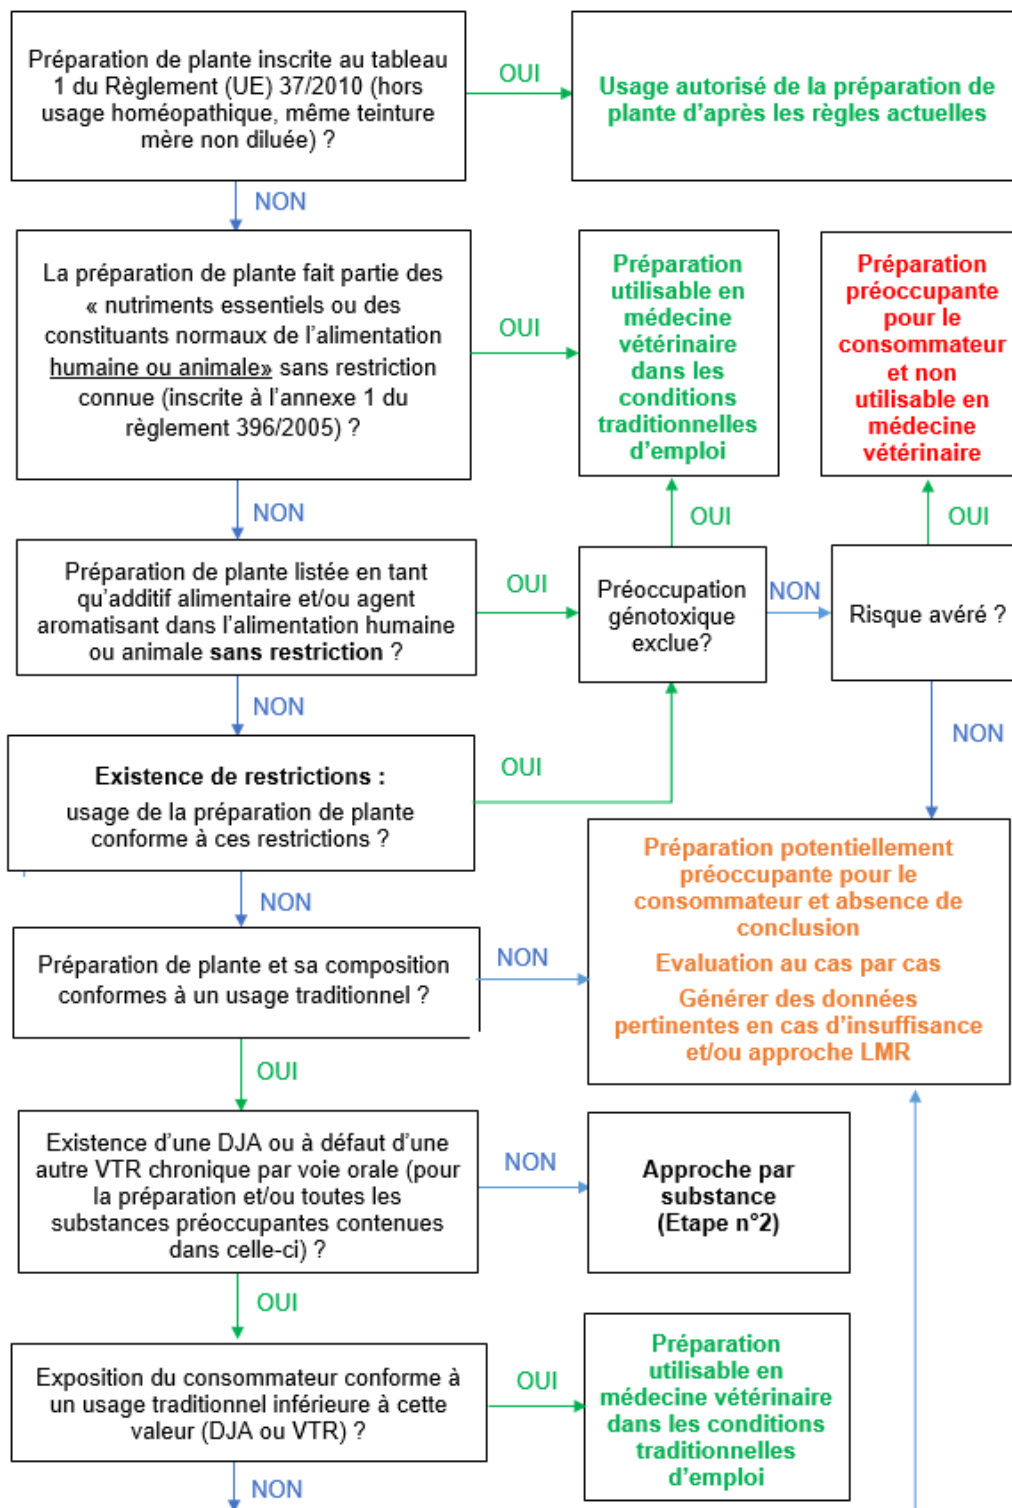 Préparation de plante inscrite au tableau
1 du Règlement (UE) 37/2010 (hors
usage homéopathique, même teinture
mère non diluée) ?
OUI
Usage autorisé de la préparation de
plante d’après les règles actuelles
NON
La préparation de plante fait partie des
« nutriments essentiels ou des
constituants normaux de l’alimentation
humaine ou animale» sans restriction
connue (inscrite à l’annexe 1 du
règlement 396/2005) ?
OUI
Préparation
utilisable en
médecine
vétérinaire
dans les
conditions
traditionnelles
d’emploi
Préparation
préoccupante
pour le
consommateur
et non
utilisable en
médecine
vétérinaire
NON
OUI
OUI
Préparation de plante listée en tant
qu’additif alimentaire et/ou agent
aromatisant dans l’alimentation humaine
ou animale sans restriction ?
OUI
Préoccupation
génotoxique
exclue?
NON
Risque avéré ?
NON
NON
Existence de restrictions :
usage de la préparation de plante
conforme à ces restrictions ?
OUI
NON
Préparation potentiellement
préoccupante pour le
consommateur et absence de
conclusion
Evaluation au cas par cas
Générer des données
pertinentes en cas d’insuffisance
et/ou approche LMR
Préparation de plante et sa composition
conformes à un usage traditionnel ?
NON
OUI
Existence d’une DJA ou à défaut d’une
autre VTR chronique par voie orale (pour
la préparation et/ou toutes les
substances préoccupantes contenues
dans celle-ci) ?
NON
Approche par
substance
(Etape n°2)
OUI
Exposition du consommateur conforme à
un usage traditionnel inférieure à cette
valeur (DJA ou VTR) ?
OUI
Préparation
utilisable en
médecine vétérinaire
dans les conditions
traditionnelles
d’emploi
NON